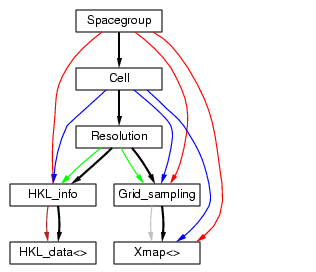 Spacegroup
Cell
Resolution
HKL_info
Grid_sampling
HKL_data<>
Xmap<>